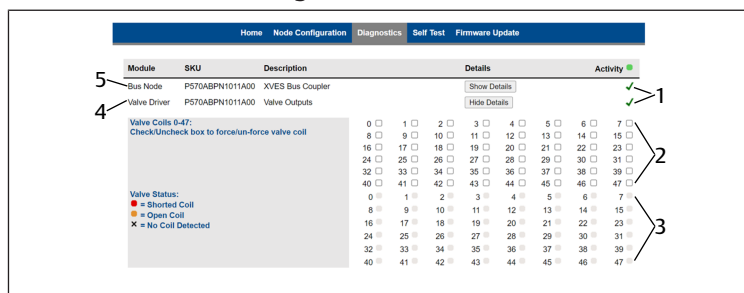 Home Node Configuration Diagnostics Self Test Firmware Update
Module SKU Description Details Activity
5 Bus Node P570ABPN1011A00 XVES Bus Coupler Show Details
1
4 Valve Driver P570ABPN1011A00 Valve Outputs Hide Details
Valve Coils 0-47:
Check/Uncheck box to force/un-force valve coil
0 1 2 3 4 5 6 7
8 9 10 11 12 13 14 15
16 17 18 19 20 21 22 23
2
24 25 26 27 28 29 30 31
32 33 34 35 36 37 38 39
40 41 42 43 44 45 46 47
Valve Status:
= Shorted Coil
= Open Coil
X = No Coil Detected
0 1 2 3 4 5 6 7
8 9 10 11 12 13 14 15
16 17 18 19 20 21 22 23
3
24 25 26 27 28 29 30 31
32 33 34 35 36 37 38 39
40 41 42 43 44 45 46 47